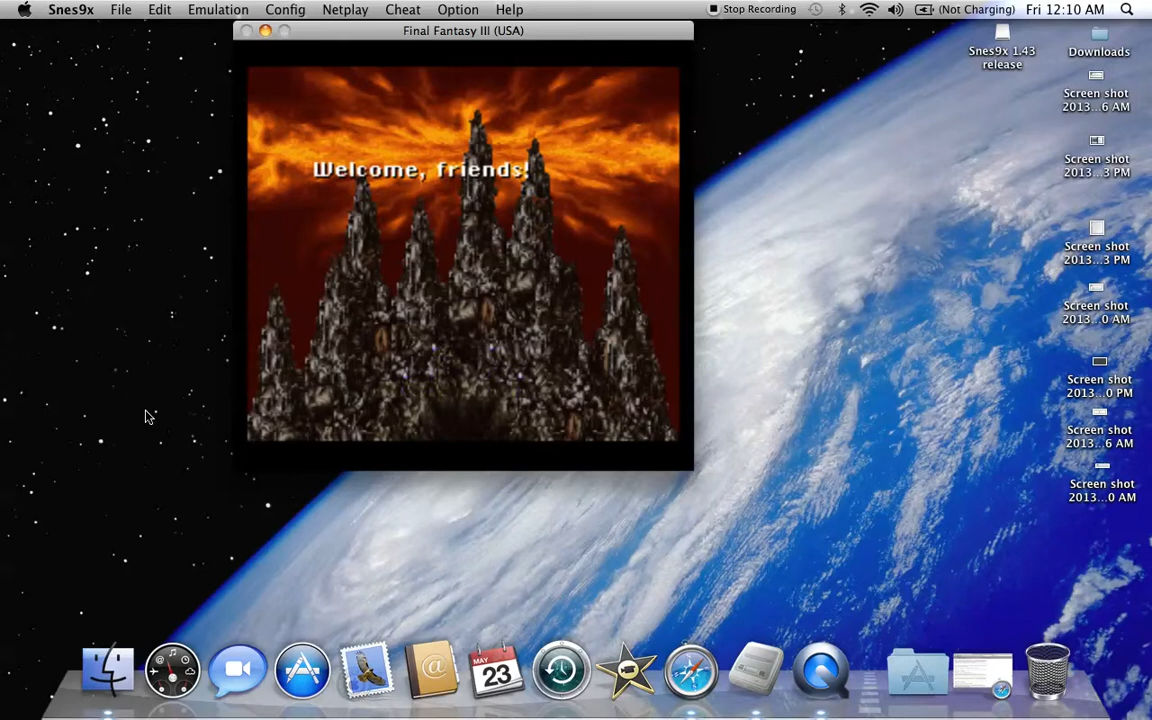 Snes9x File Edit Emulation Config Netplay Cheat Option Help Stop Recording (Not Charging) Fri 12:10 AM
Final Fantasy III (USA)
Welcome, friends!
Snes9x 1.43
release
Downloads
Screen shot
2013...6 AM
Screen shot
2013...3 PM
Screen shot
2013...3 PM
Screen shot
2013...0 AM
Screen shot
2013...0 PM
Screen shot
2013...6 AM
Screen shot
2013...0 AM
MAY
23